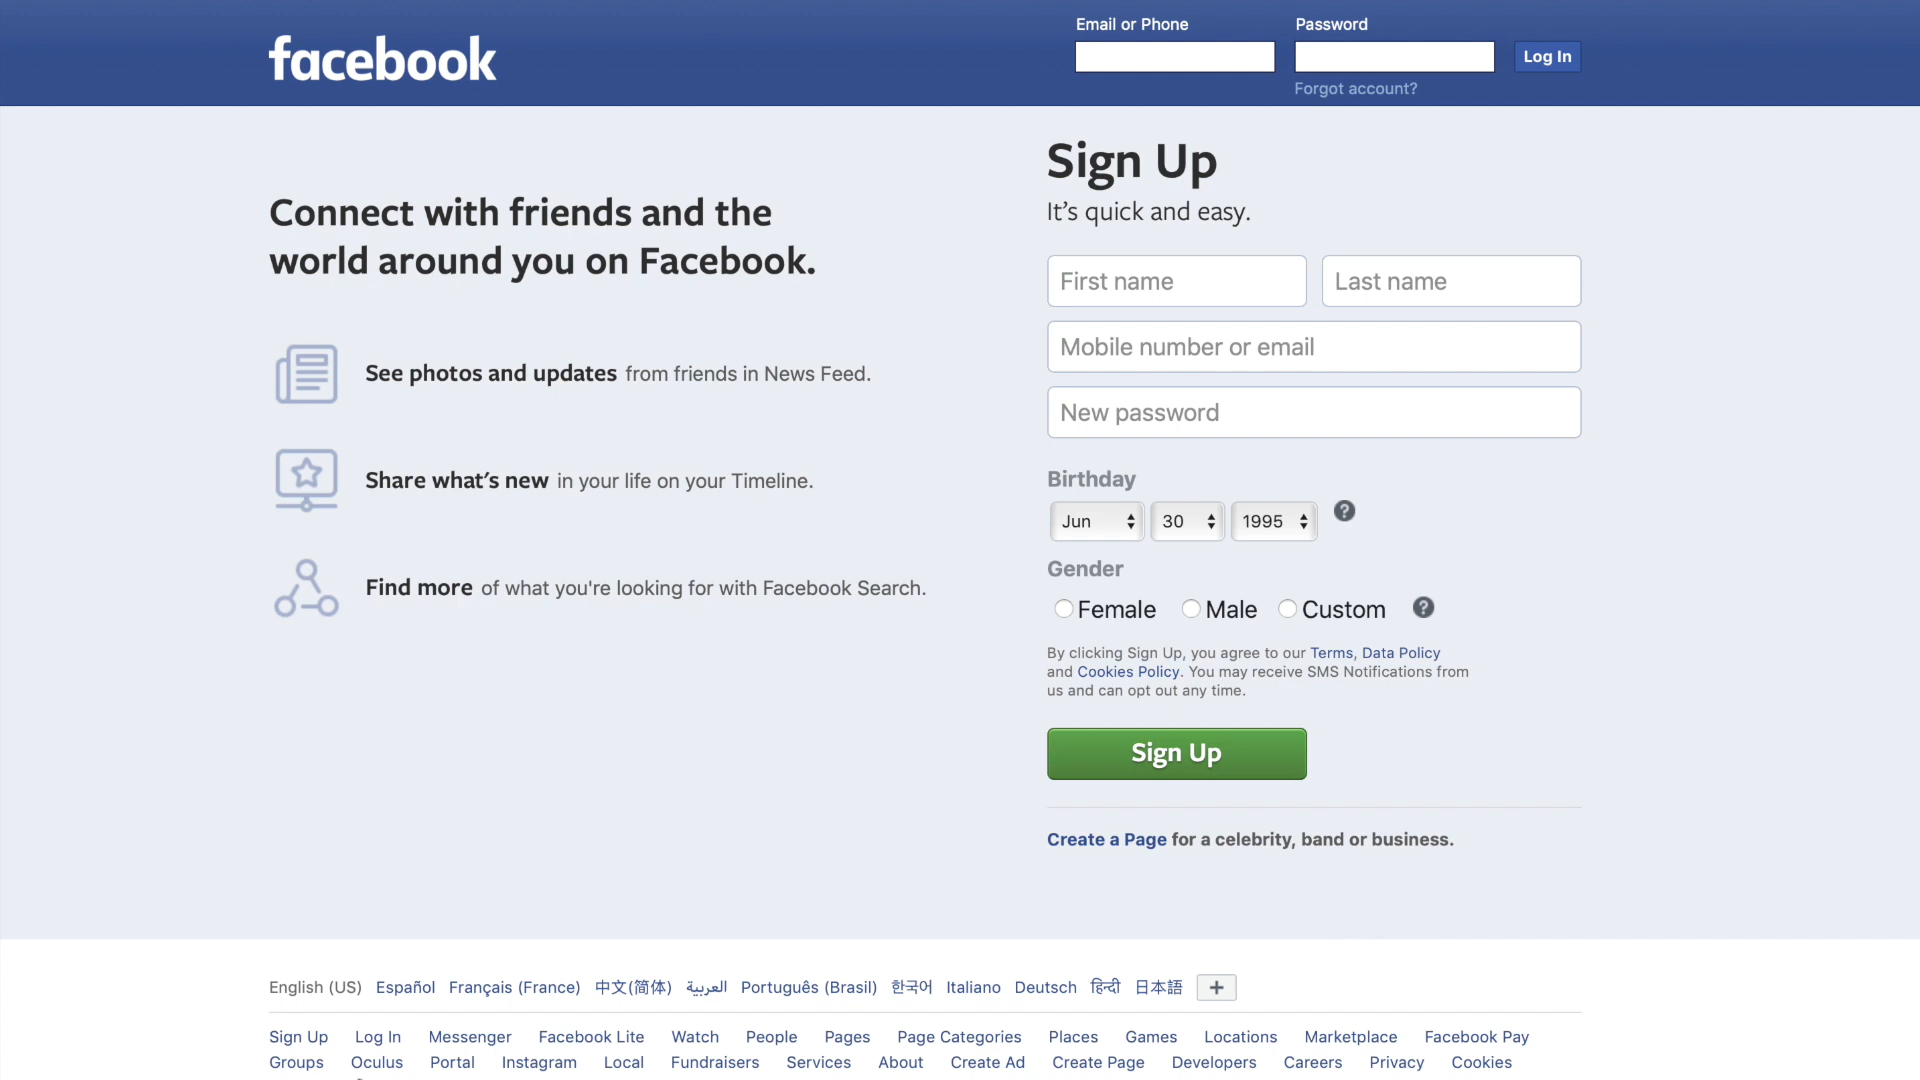 facebook
Email or Phone
Password
Log In
Forgot account?
Connect with friends and the
world around you on Facebook.
See photos and updates from friends in News Feed.
Share what's new in your life on your Timeline.
Find more of what you're looking for with Facebook Search.
Sign Up
It’s quick and easy.
First name
Last name
Mobile number or email
New password
Birthday
Jun 30 1995 ?
Gender
Female Male Custom ?
By clicking Sign Up, you agree to our Terms, Data Policy
and Cookies Policy. You may receive SMS Notifications from
us and can opt out any time.
Sign Up
Create a Page for a celebrity, band or business.
English (US) Español Français (France) 中文(简体) العربية Português (Brasil) 한국어 Italiano Deutsch हिन्दी 日本語 +
Sign Up Log In Messenger Facebook Lite Watch People Pages Page Categories Places Games Locations Marketplace Facebook Pay
Groups Oculus Portal Instagram Local Fundraisers Services About Create Ad Create Page Developers Careers Privacy Cookies